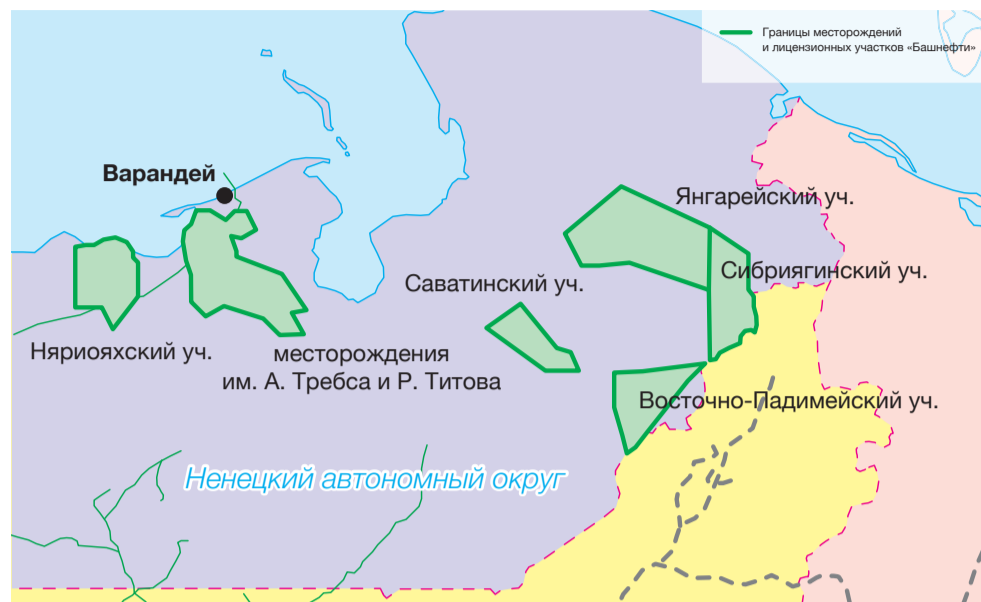 Границы месторождений
и лицензионных участков «Башнефти»
Варандей
Янгарейский уч.
Сибриягинский уч.
Саватинский уч.
Няриояхский уч.
месторождения
им. А. Требса и Р. Титова
Восточно-Падимейский уч.
Ненецкий автономный округ